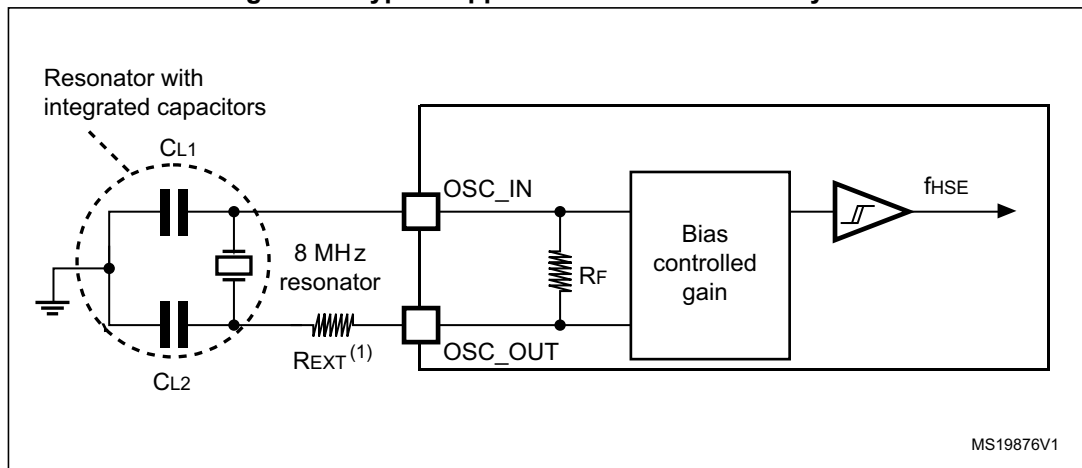 Resonator with
integrated capacitors
CL1
OSC_IN
fHSE
8 MHz
resonator
RF
Bias
controlled
gain
REXT(1)
OSC_OUT
CL2
MS19876V1